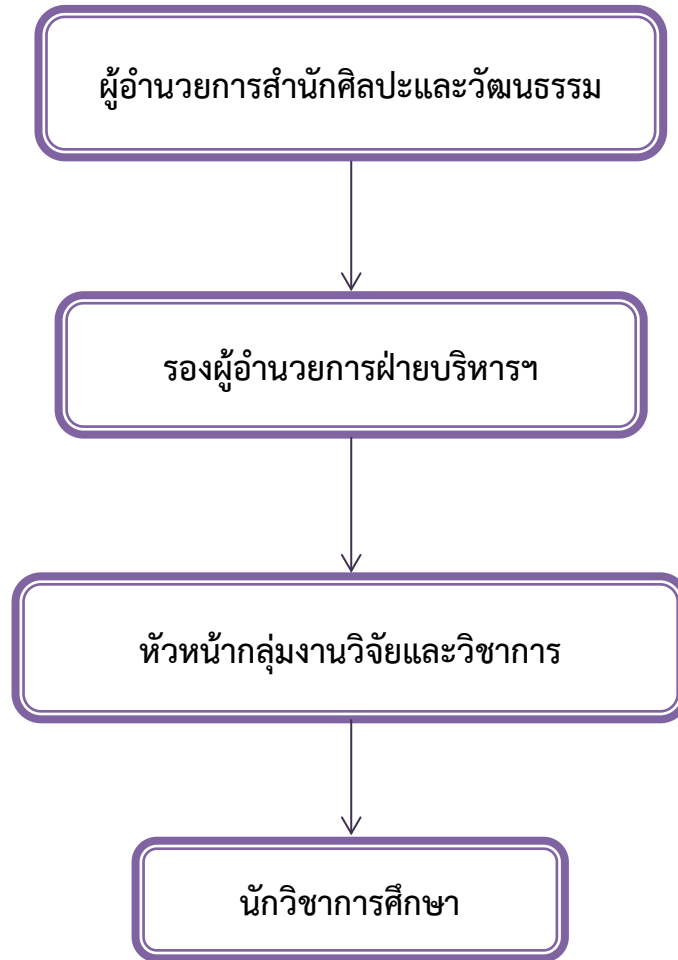 ผู้อำนวยการสำนักศิลปะและวัฒนธรรม
รองผู้อำนวยการฝ่ายบริหารฯ
หัวหน้ากลุ่มงานวิจัยและวิชาการ
นักวิชาการศึกษา